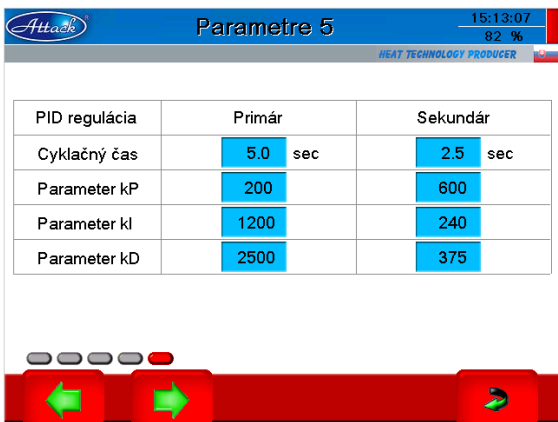 Attack
Parametre 5
15:13:07
82 %
HEAT TECHNOLOGY PRODUCER
PID regulácia Primár Sekundár
Cyklačný čas 5.0 sec 2.5 sec
Parameter kP 200 600
Parameter kI 1200 240
Parameter kD 2500 375